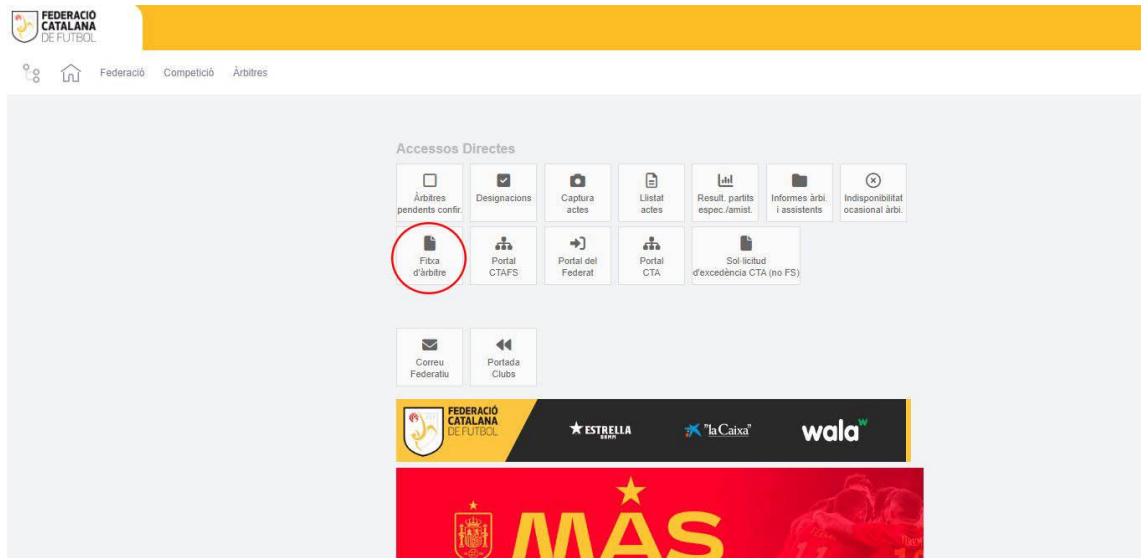 FEDERACIÓ
CATALANA
DE FUTBOL
Federació Competició Àrbitres
Accessos Directes
Àrbitres
pendents confir.
Designacions
Captura
actes
Llistat
actes
Result. partits
espec./amist.
Informes àrbi.
i assistents
Indisponibilitat
ocasional àrbi.
Fitxa
d'àrbitre
Portal
CTAFS
Portal del
Federat
Portal
CTA
Sol·licitud
d'excedència CTA (no FS)
Correu
Federatiu
Portada
Clubs
FEDERACIÓ
CATALANA
DE FUTBOL
ESTRELLA
DAMM
"la Caixa"
wala w
MÁS